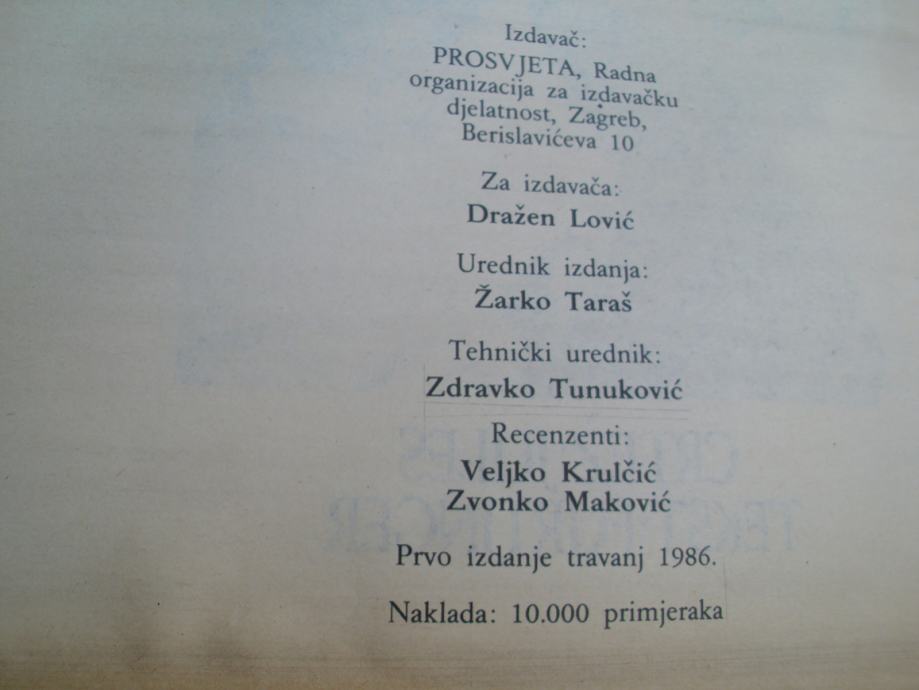 Izdavač:
PROSVJETA, Radna
organizacija za izdavačku
djelatnost, Zagreb,
Berislavićeva 10
Za izdavača:
Dražen Lović
Urednik izdanja:
Žarko Taraš
Tehnički urednik:
Zdravko Tunuković
Recenzenti:
Veljko Krulčić
Zvonko Maković
Prvo izdanje travanj 1986.
Naklada: 10.000 primjeraka